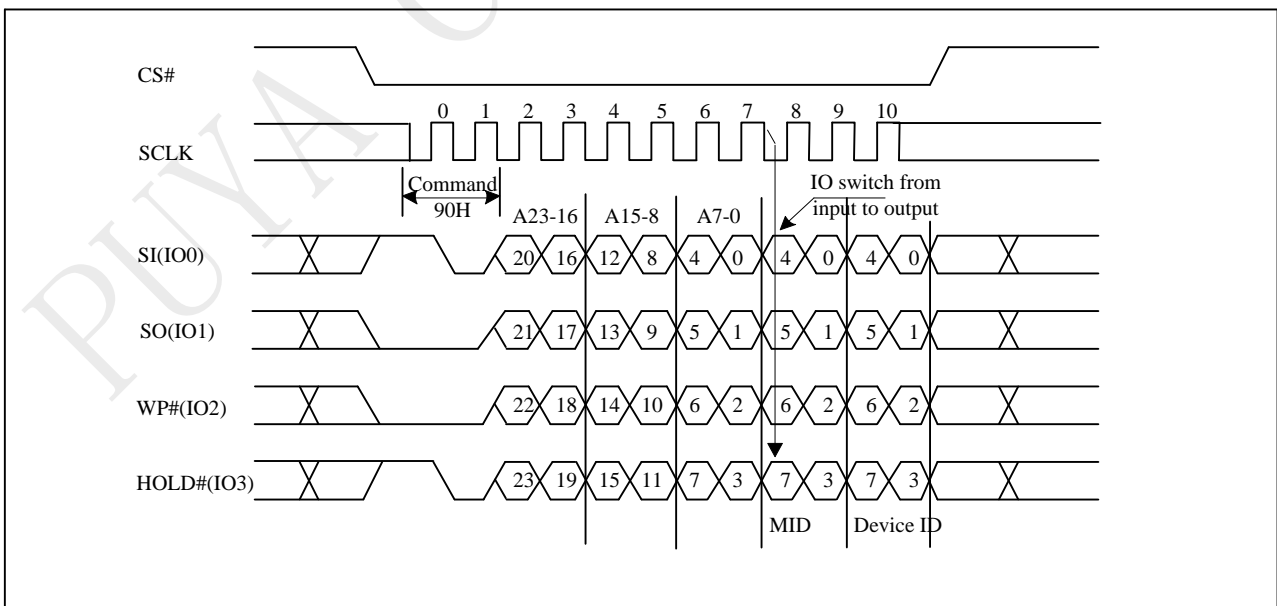 PUYA
CS#
0 1 2 3 4 5 6 7 8 9 10
SCLK
Command
90H
IO switch from
input to output
A23-16 A15-8 A7-0
SI(IO0) 20 16 12 8 4 0 4 0 4 0
SO(IO1) 21 17 13 9 5 1 5 1 5 1
WP#(IO2) 22 18 14 10 6 2 6 2 6 2
HOLD#(IO3) 23 19 15 11 7 3 7 3 7 3
MID Device ID